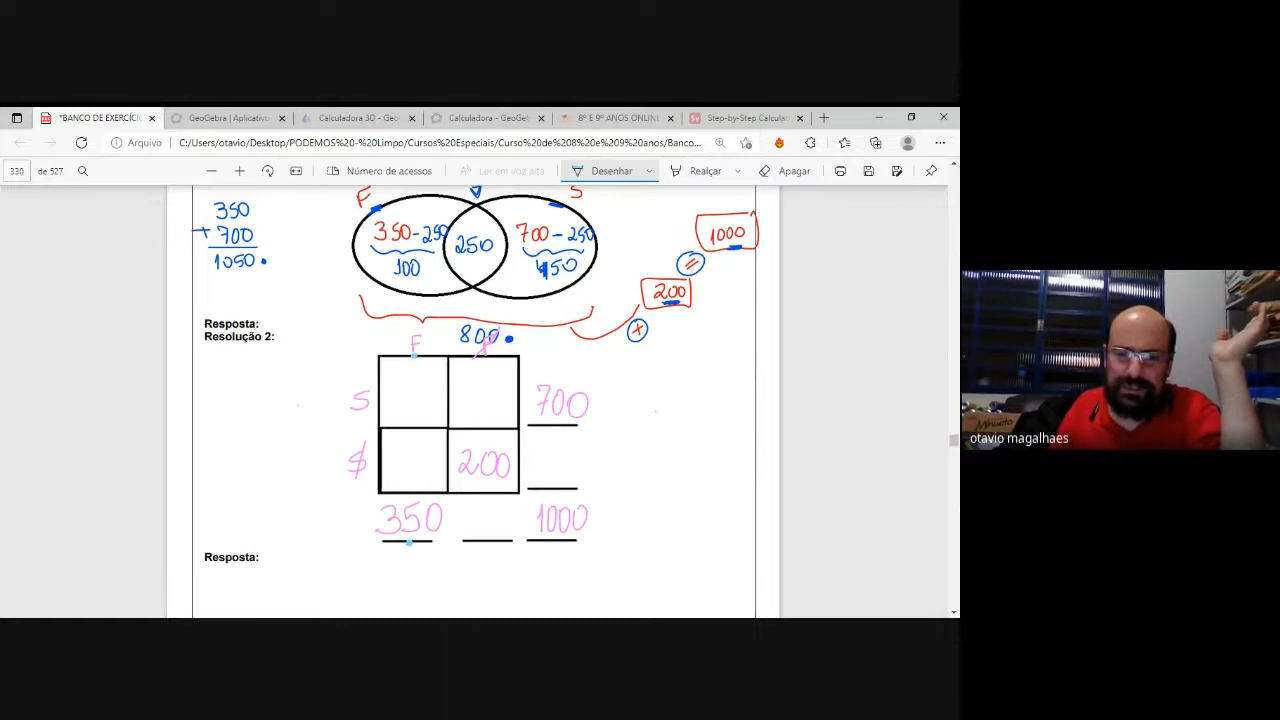 *BANCO DE EXERCÍCI
GeoGebra | Aplicativo
Calculadora 3D - Geo
Calculadora - GeoGel
8º E 9º ANOS ONLINE
Step-by-Step Calculat
Arquivo
C:/Users/otavio/Desktop/PODEMOS%20-%20Limpo/Cursos%20Especiais/Curso%20de%208%20e%209%20anos/Banco...
330 de 527
Número de acessos
Ler em voz alta
Desenhar
Realçar
Apagar
F
S
350
+ 700
1050
350-250
100
250
700-250
450
1000
=
200
+
800
Resposta:
Resolução 2:
F
F
S
700
$
200
350
1000
Resposta:
otavio magalhaes